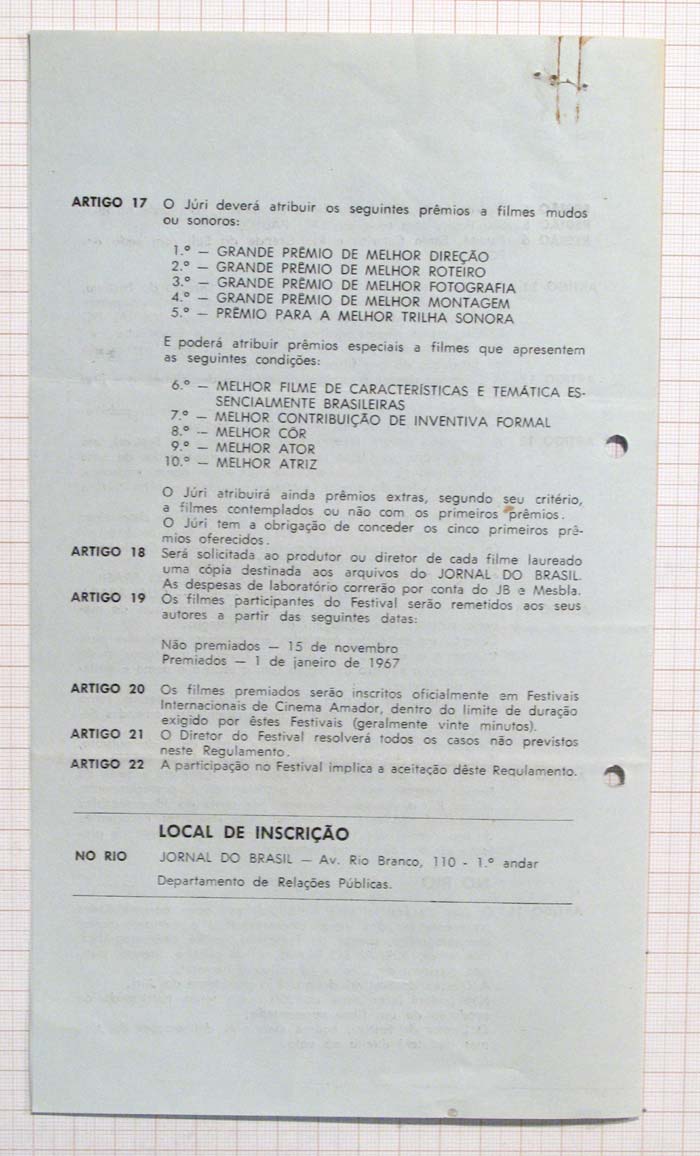 ARTIGO 17 O Júri deverá atribuir os seguintes prêmios a filmes mudos
ou sonoros:
1.º — GRANDE PRÊMIO DE MELHOR DIREÇÃO
2.º — GRANDE PRÊMIO DE MELHOR ROTEIRO
3.º — GRANDE PRÊMIO DE MELHOR FOTOGRAFIA
4.º — GRANDE PRÊMIO DE MELHOR MONTAGEM
5.º — PRÊMIO PARA A MELHOR TRILHA SONORA
E poderá atribuir prêmios especiais a filmes que apresentem
as seguintes condições:
6.º — MELHOR FILME DE CARACTERÍSTICAS E TEMÁTICA ES-
SENCIALMENTE BRASILEIRAS
7.º — MELHOR CONTRIBUIÇÃO DE INVENTIVA FORMAL
8.º — MELHOR CÔR
9.º — MELHOR ATOR
10.º — MELHOR ATRIZ
O Júri atribuirá ainda prêmios extras, segundo seu critério,
a filmes contemplados ou não com os primeiros prêmios.
O Júri tem a obrigação de conceder os cinco primeiros prê-
mios oferecidos.
ARTIGO 18 Será solicitada ao produtor ou diretor de cada filme laureado
uma cópia destinada aos arquivos do JORNAL DO BRASIL.
As despesas de laboratório correrão por conta do JB e Mesbla.
ARTIGO 19 Os filmes participantes do Festival serão remetidos aos seus
autores a partir das seguintes datas:
Não premiados — 15 de novembro
Premiados — 1 de janeiro de 1967
ARTIGO 20 Os filmes premiados serão inscritos oficialmente em Festivais
Internacionais de Cinema Amador, dentro do limite de duração
exigido por êstes Festivais (geralmente vinte minutos).
ARTIGO 21 O Diretor do Festival resolverá todos os casos não previstos
neste Regulamento.
ARTIGO 22 A participação no Festival implica a aceitação dêste Regulamento.
LOCAL DE INSCRIÇÃO
NO RIO JORNAL DO BRASIL — Av. Rio Branco, 110 - 1.º andar
Departamento de Relações Públicas.